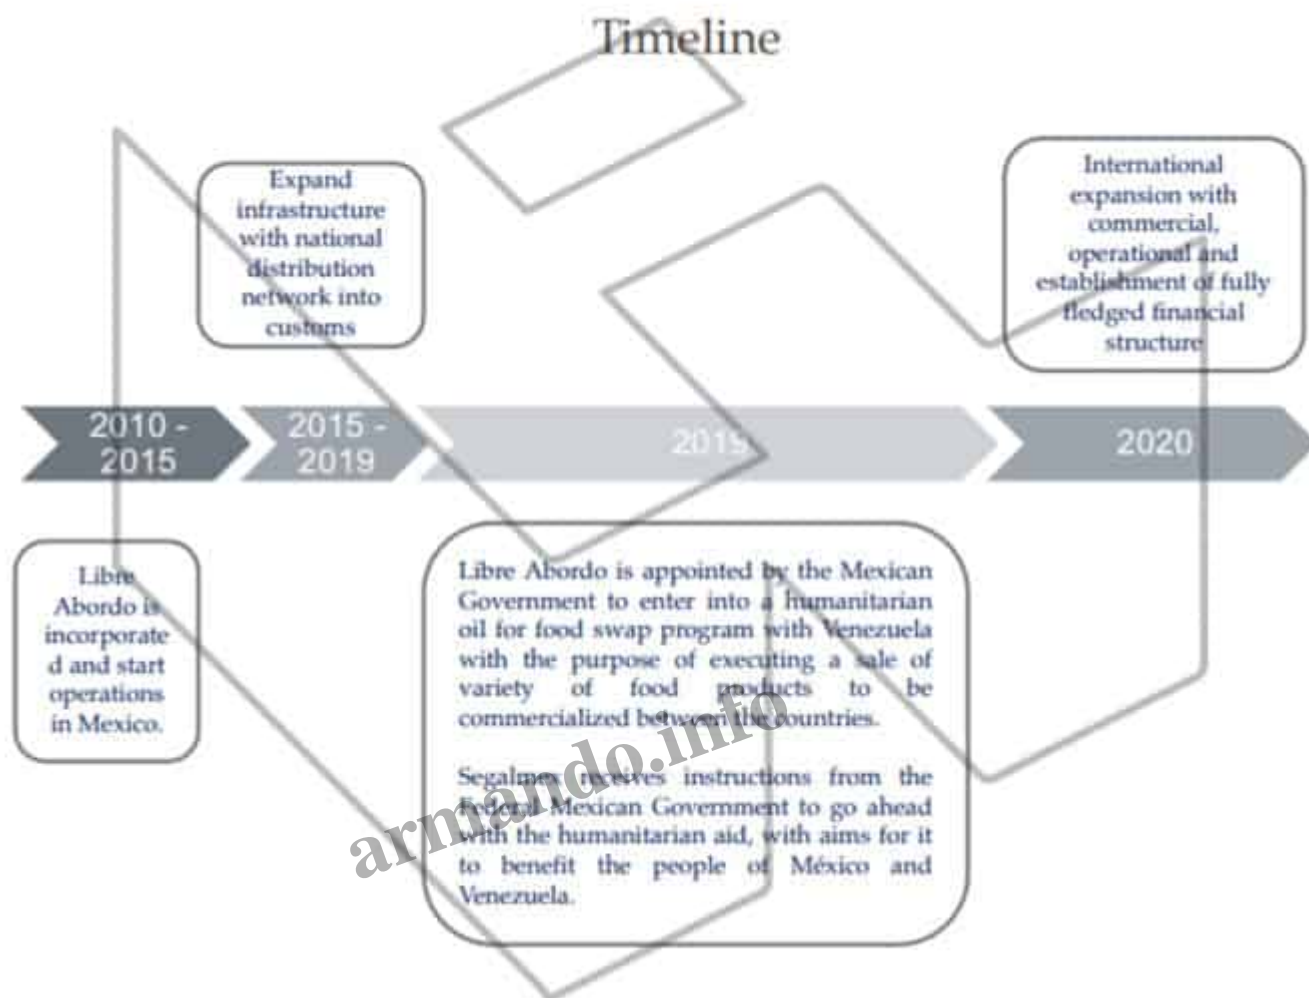 Timeline
Expand
infrastructure
with national
distribution
network into
customs
International
expansion with
commercial,
operational and
establishment of fully
fledged financial
structure
2010 -
2015
2015 -
2019
2019
2020
Libre
Abordo is
incorporate
d and start
operations
in Mexico.
Libre Abordo is appointed by the Mexican
Government to enter into a humanitarian
oil for food swap program with Venezuela
with the purpose of executing a sale of
variety of food products to be
commercialized between the countries.
Segalmex receives instructions from the
Federal Mexican Government to go ahead
with the humanitarian aid, with aims for it
to benefit the people of México and
Venezuela.
armando.info